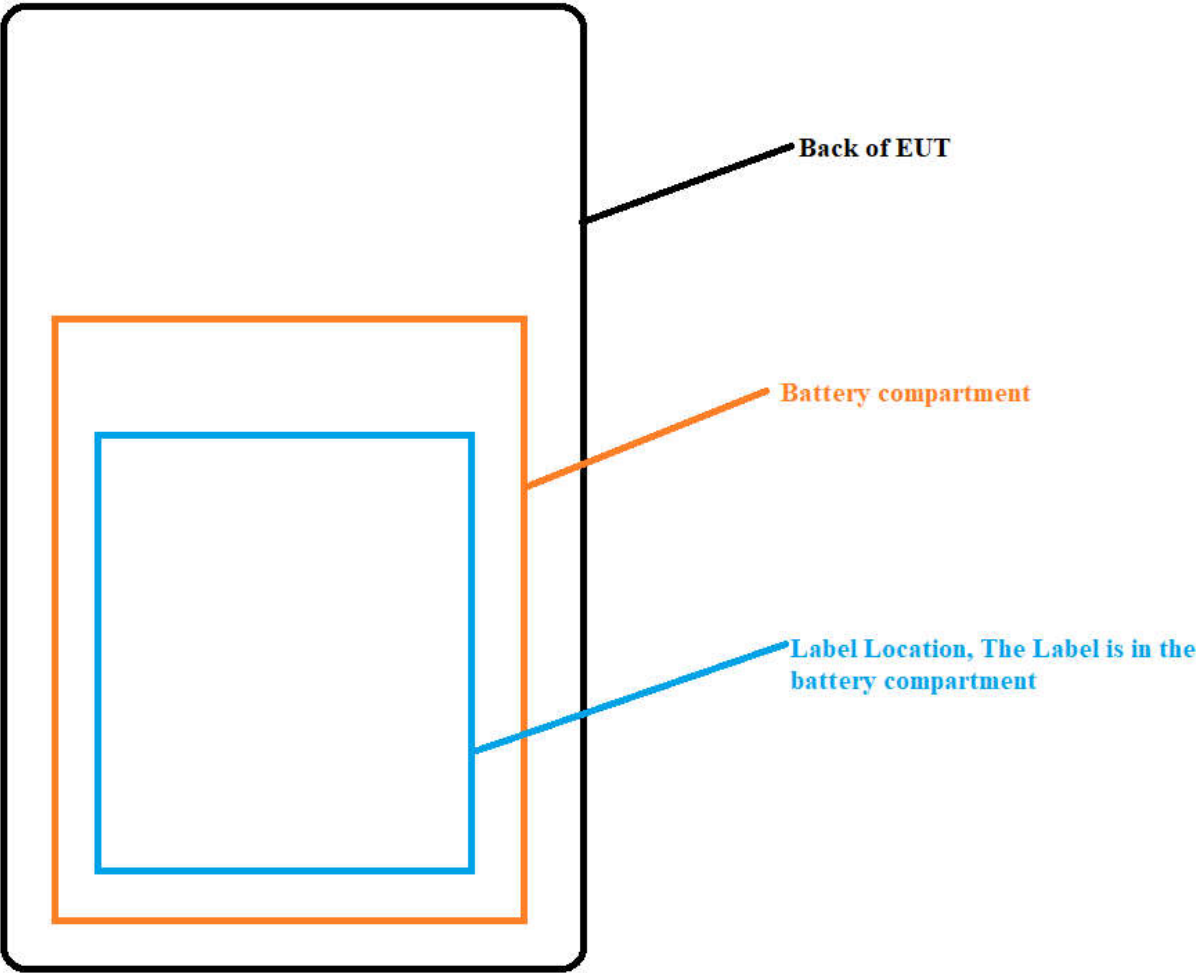 Back of EUT
Battery compartment
Label Location, The Label is in the
battery compartment